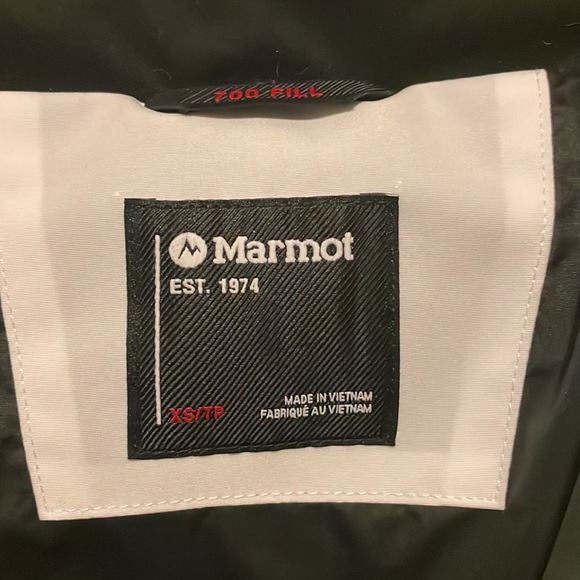 700 FILL
Marmot
EST. 1974
XS/TP
MADE IN VIETNAM
FABRIQUÉ AU VIETNAM